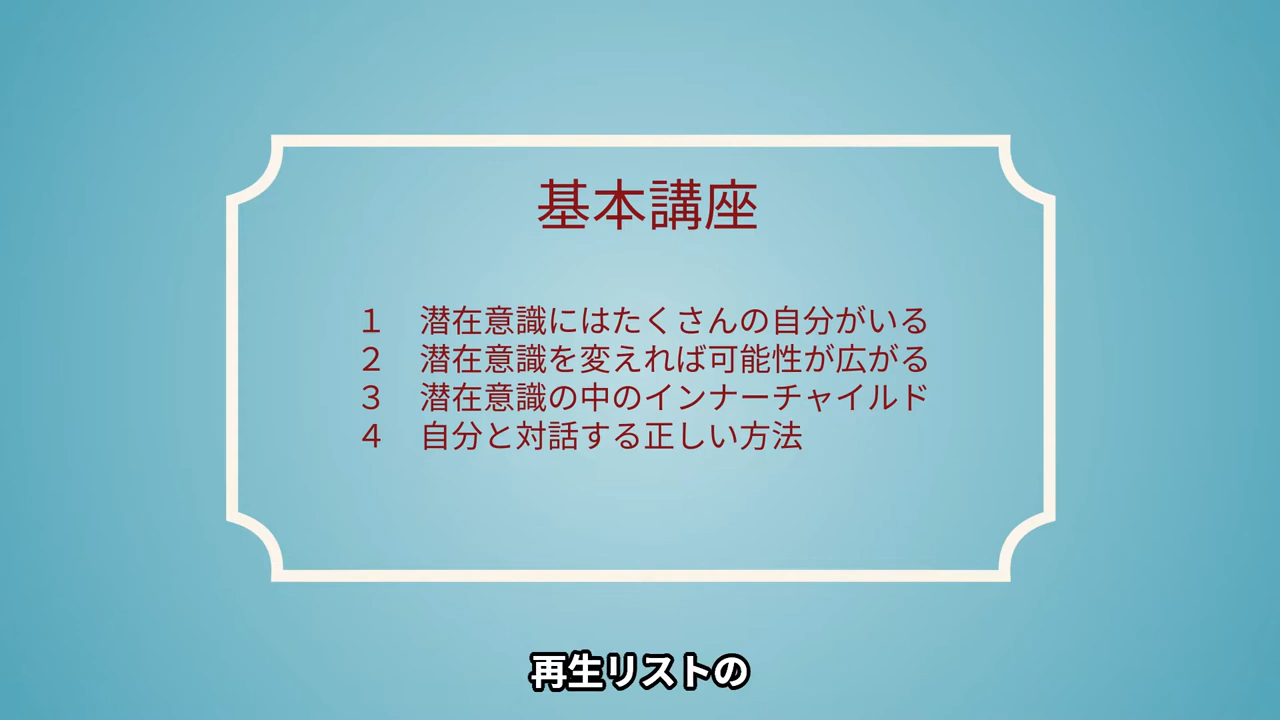 基本講座
１　潜在意識にはたくさんの自分がいる
２　潜在意識を変えれば可能性が広がる
３　潜在意識の中のインナーチャイルド
４　自分と対話する正しい方法
再生リストの